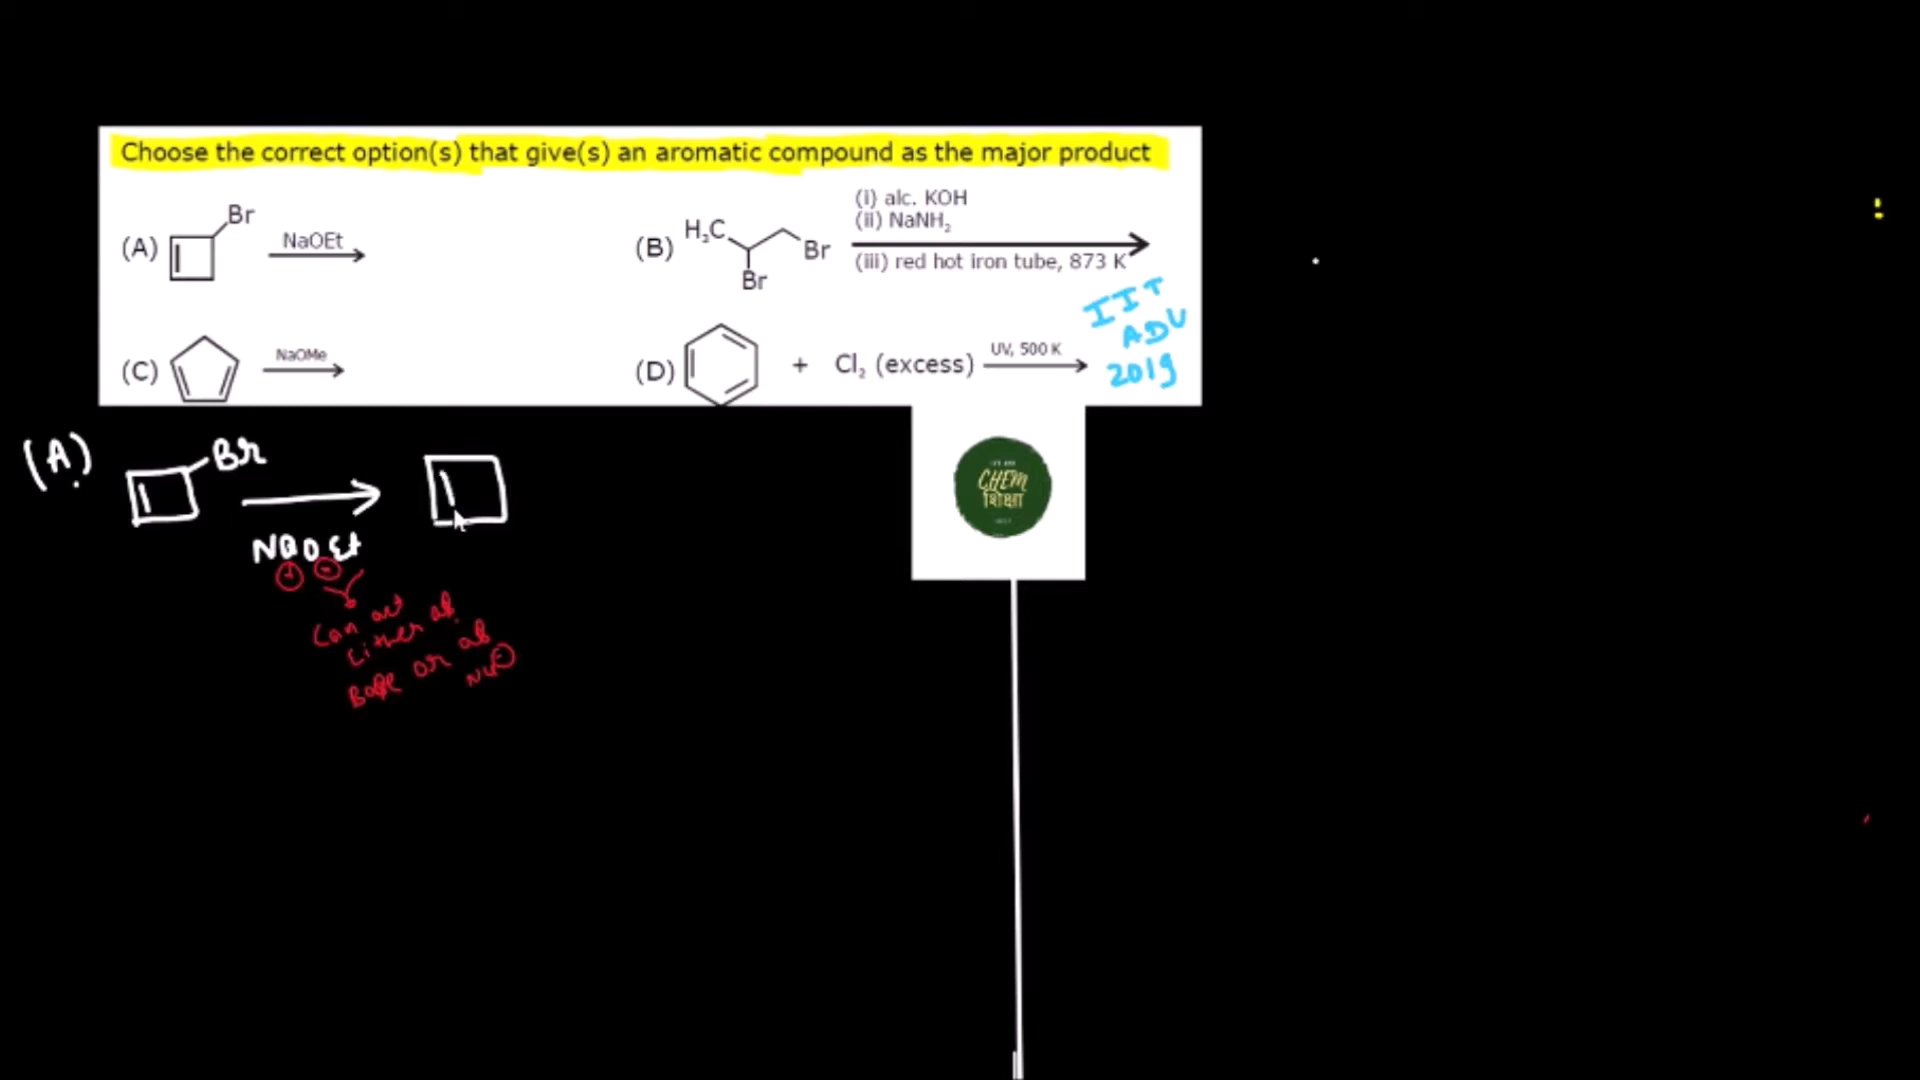 Choose the correct option(s) that give(s) an aromatic compound as the major product
(A) Br NaOEt
(B) H₃C Br Br (i) alc. KOH
(ii) NaNH₂
(iii) red hot iron tube, 873 K
(C) NaOMe
(D) + Cl₂ (excess) UV, 500 K
IIT
ADV
2019
(A) Br
NaOEt
+ -
Can act
either as
Base or as
Nu⊖
CHEM
शिक्षा
: